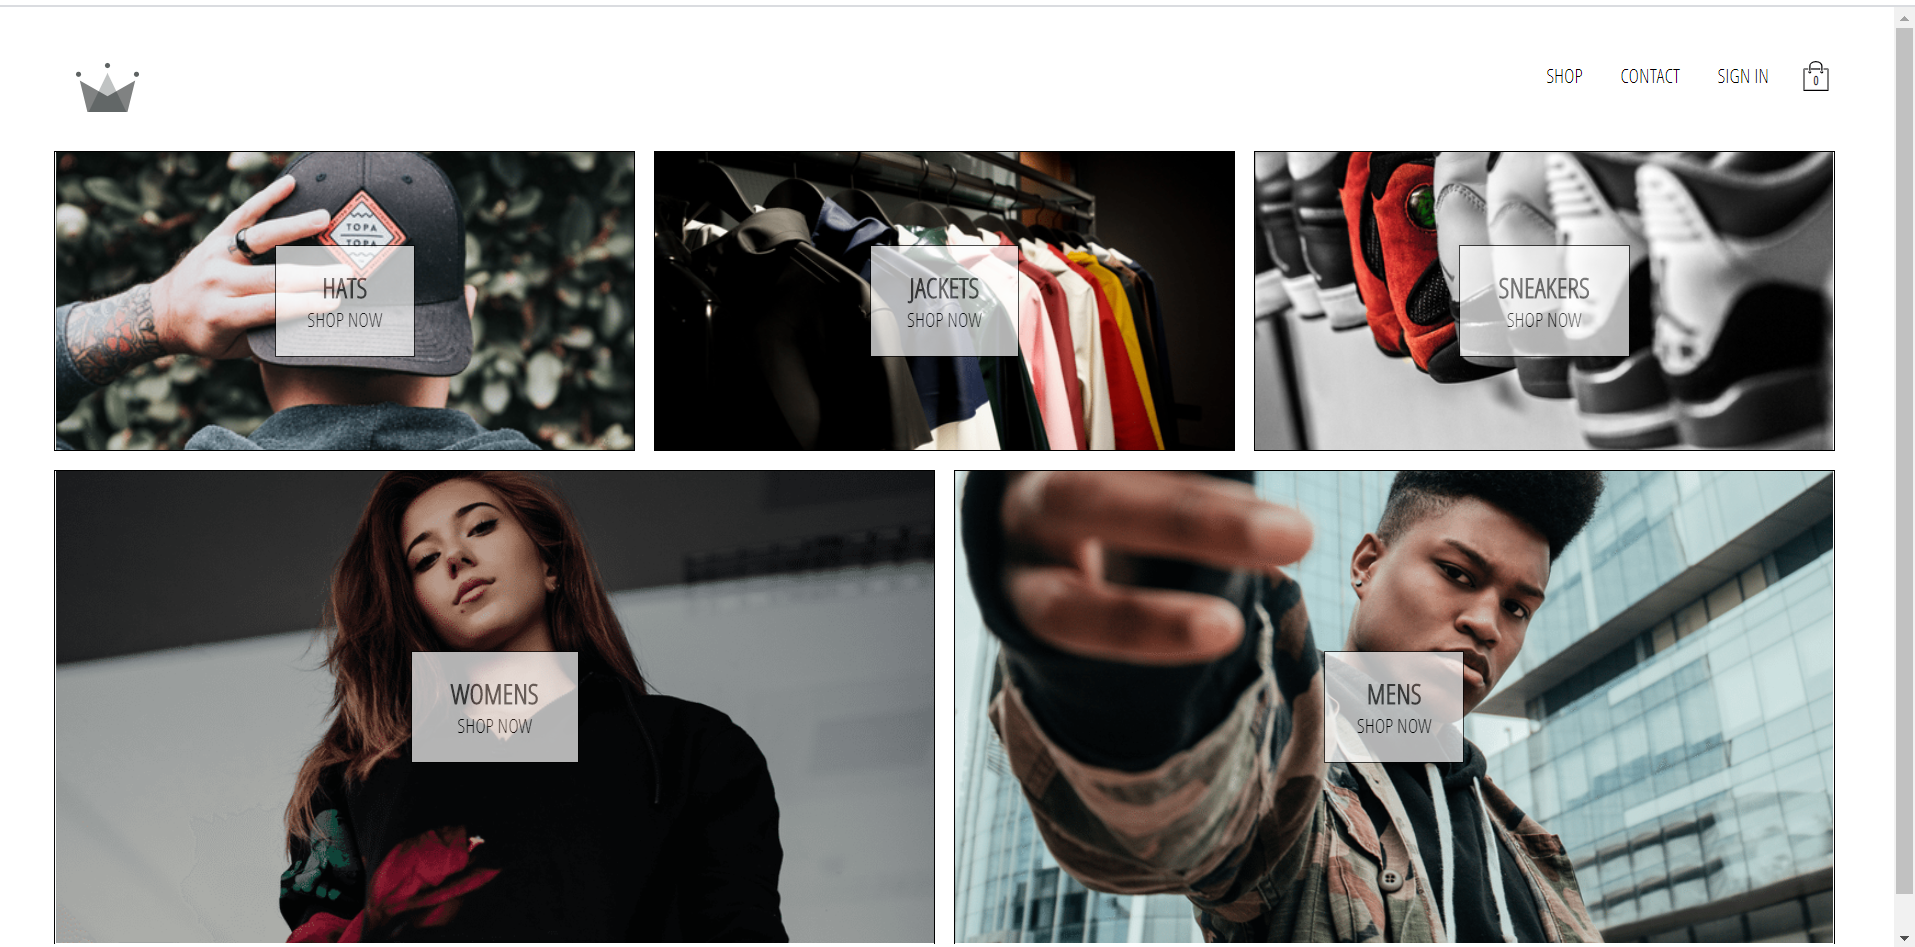 SHOP
CONTACT
SIGN IN
0
TOPA
TOPA
HATS
SHOP NOW
JACKETS
SHOP NOW
SNEAKERS
SHOP NOW
WOMENS
SHOP NOW
MENS
SHOP NOW